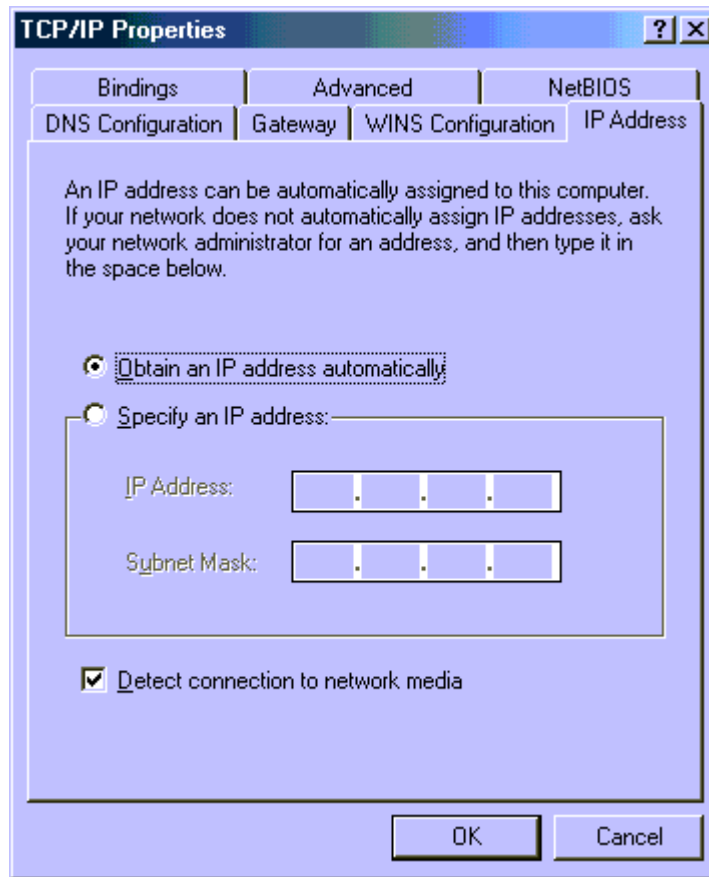 TCP/IP Properties
Bindings
Advanced
NetBIOS
DNS Configuration
Gateway
WINS Configuration
IP Address
An IP address can be automatically assigned to this computer.
If your network does not automatically assign IP addresses, ask
your network administrator for an address, and then type it in
the space below.
Obtain an IP address automatically
Specify an IP address:
IP Address:
Subnet Mask:
Detect connection to network media
OK
Cancel